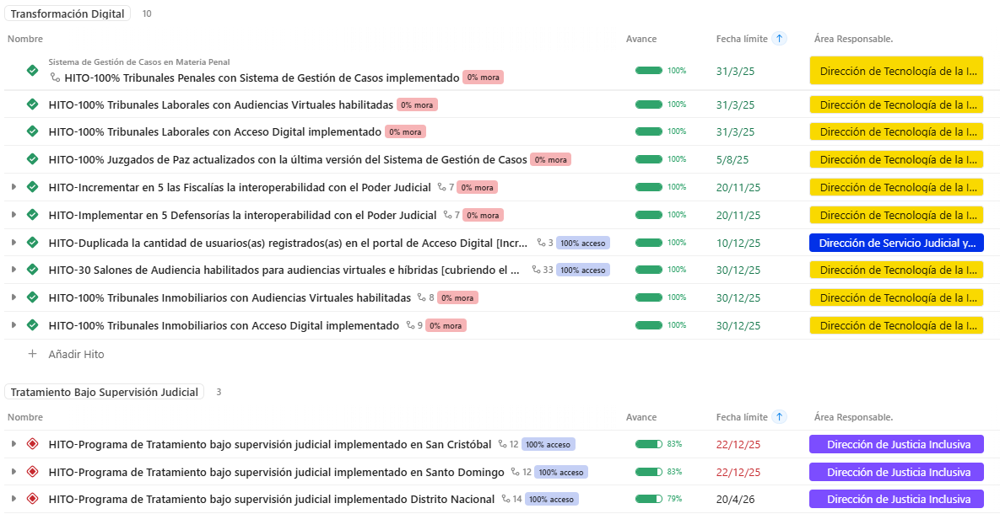 Transformación Digital 10
Nombre Avance Fecha límite Área Responsable.
Sistema de Gestión de Casos en Materia Penal
HITO-100% Tribunales Penales con Sistema de Gestión de Casos implementado 0% mora 100% 31/3/25 Dirección de Tecnología de la I...
HITO-100% Tribunales Laborales con Audiencias Virtuales habilitadas 0% mora 100% 31/3/25 Dirección de Tecnología de la I...
HITO-100% Tribunales Laborales con Acceso Digital implementado 0% mora 100% 31/3/25 Dirección de Tecnología de la I...
HITO-100% Juzgados de Paz actualizados con la última versión del Sistema de Gestión de Casos 0% mora 100% 5/8/25 Dirección de Tecnología de la I...
HITO-Incrementar en 5 las Fiscalías la interoperabilidad con el Poder Judicial 7 0% mora 100% 20/11/25 Dirección de Tecnología de la I...
HITO-Implementar en 5 Defensorías la interoperabilidad con el Poder Judicial 7 0% mora 100% 20/11/25 Dirección de Tecnología de la I...
HITO-Duplicada la cantidad de usuarios(as) registrados(as) en el portal de Acceso Digital [Incr... 3 100% acceso 100% 10/12/25 Dirección de Servicio Judicial y...
HITO-30 Salones de Audiencia habilitados para audiencias virtuales e híbridas [cubriendo el ... 33 100% acceso 100% 30/12/25 Dirección de Tecnología de la I...
HITO-100% Tribunales Inmobiliarios con Audiencias Virtuales habilitadas 8 0% mora 100% 30/12/25 Dirección de Tecnología de la I...
HITO-100% Tribunales Inmobiliarios con Acceso Digital implementado 9 0% mora 100% 30/12/25 Dirección de Tecnología de la I...
+ Añadir Hito
Tratamiento Bajo Supervisión Judicial 3
Nombre Avance Fecha límite Área Responsable.
HITO-Programa de Tratamiento bajo supervisión judicial implementado en San Cristóbal 12 100% acceso 83% 22/12/25 Dirección de Justicia Inclusiva
HITO-Programa de Tratamiento bajo supervisión judicial implementado en Santo Domingo 12 100% acceso 83% 22/12/25 Dirección de Justicia Inclusiva
HITO-Programa de Tratamiento bajo supervisión judicial implementado Distrito Nacional 14 100% acceso 79% 20/4/26 Dirección de Justicia Inclusiva